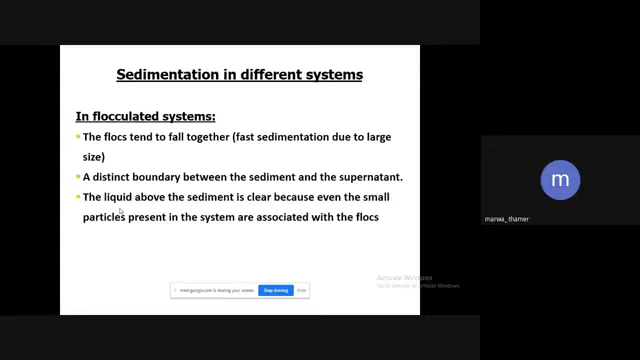 Sedimentation in different systems
In flocculated systems:
The flocs tend to fall together (fast sedimentation due to large
size)
A distinct boundary between the sediment and the supernatant.
The liquid above the sediment is clear because even the small
particles present in the system are associated with the flocs
m
marwa_thamer
Activate Windows
Go to Settings to activate Windows.
meet.google.com is sharing your screen.
Stop sharing
Hide